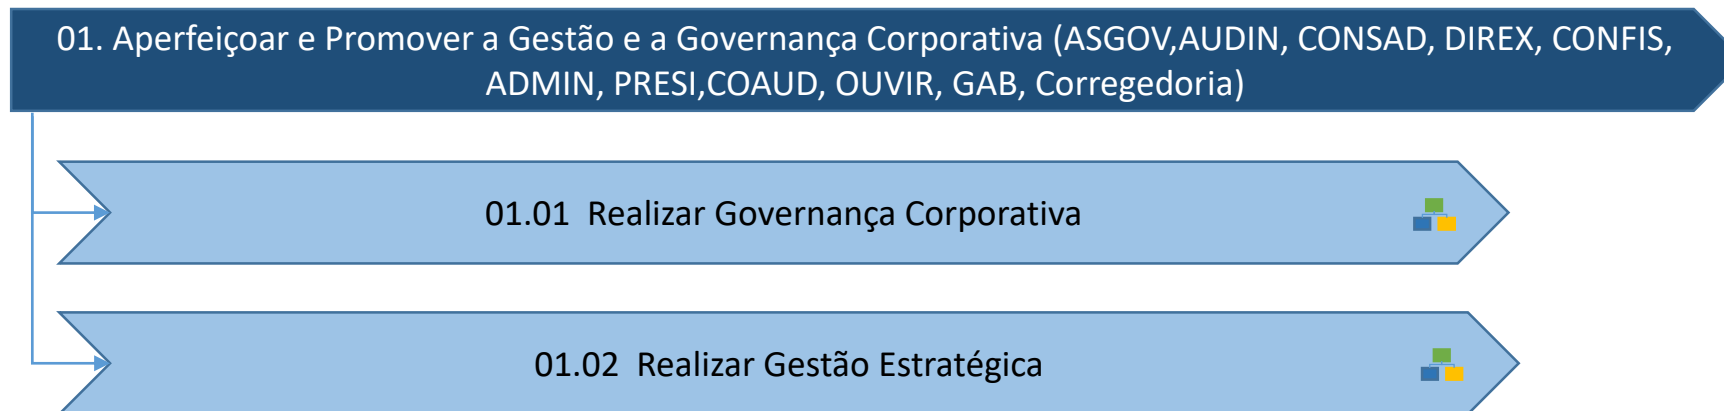 01. Aperfeiçoar e Promover a Gestão e a Governança Corporativa (ASGOV,AUDIN, CONSAD, DIREX, CONFIS,
ADMIN, PRESI,COAUD, OUVIR, GAB, Corregedoria)
01.01 Realizar Governança Corporativa
01.02 Realizar Gestão Estratégica